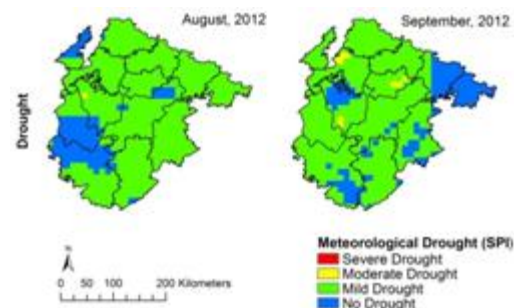 August, 2012
September, 2012
Drought
Meteorological Drought (SPI)
Severe Drought
Moderate Drought
Mild Drought
No Drought
N
0 50 100 200 Kilometers